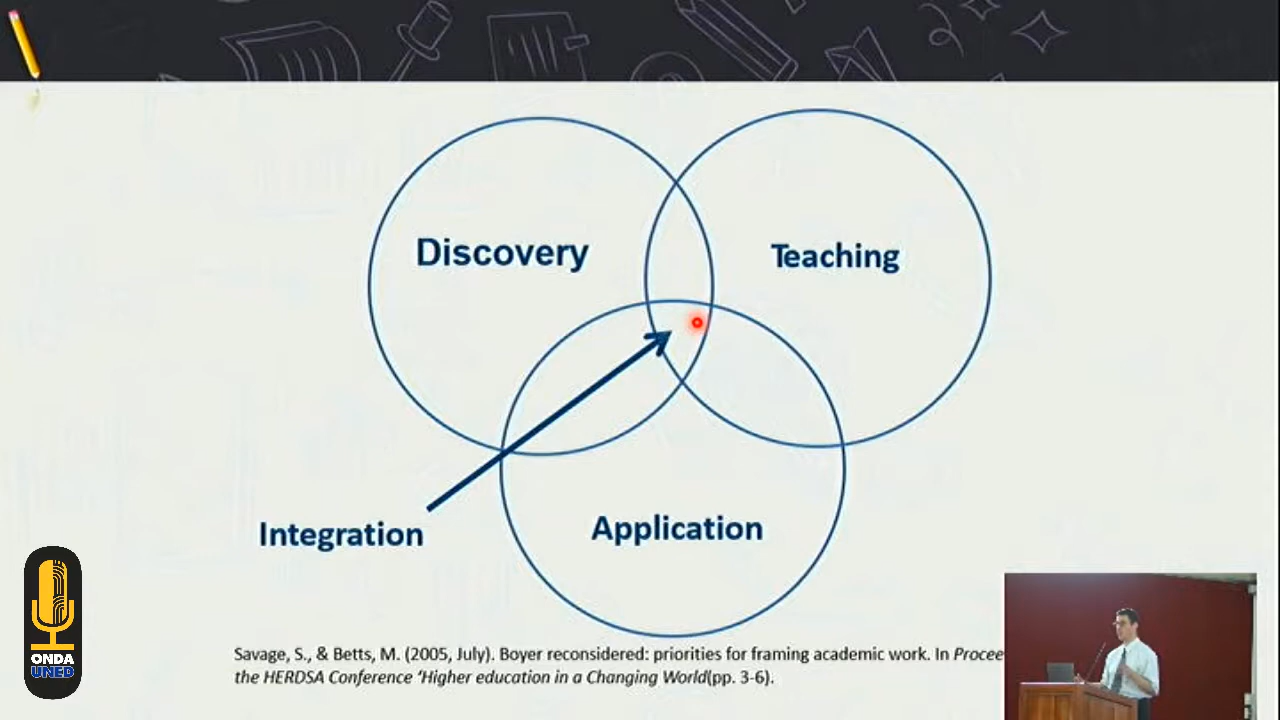 Discovery
Teaching
Integration
Application
Savage, S., & Betts, M. (2005, July). Boyer reconsidered: priorities for framing academic work. In Procee
the HERDSA Conference ‘Higher education in a Changing World(pp. 3-6).
ONDA
UNED